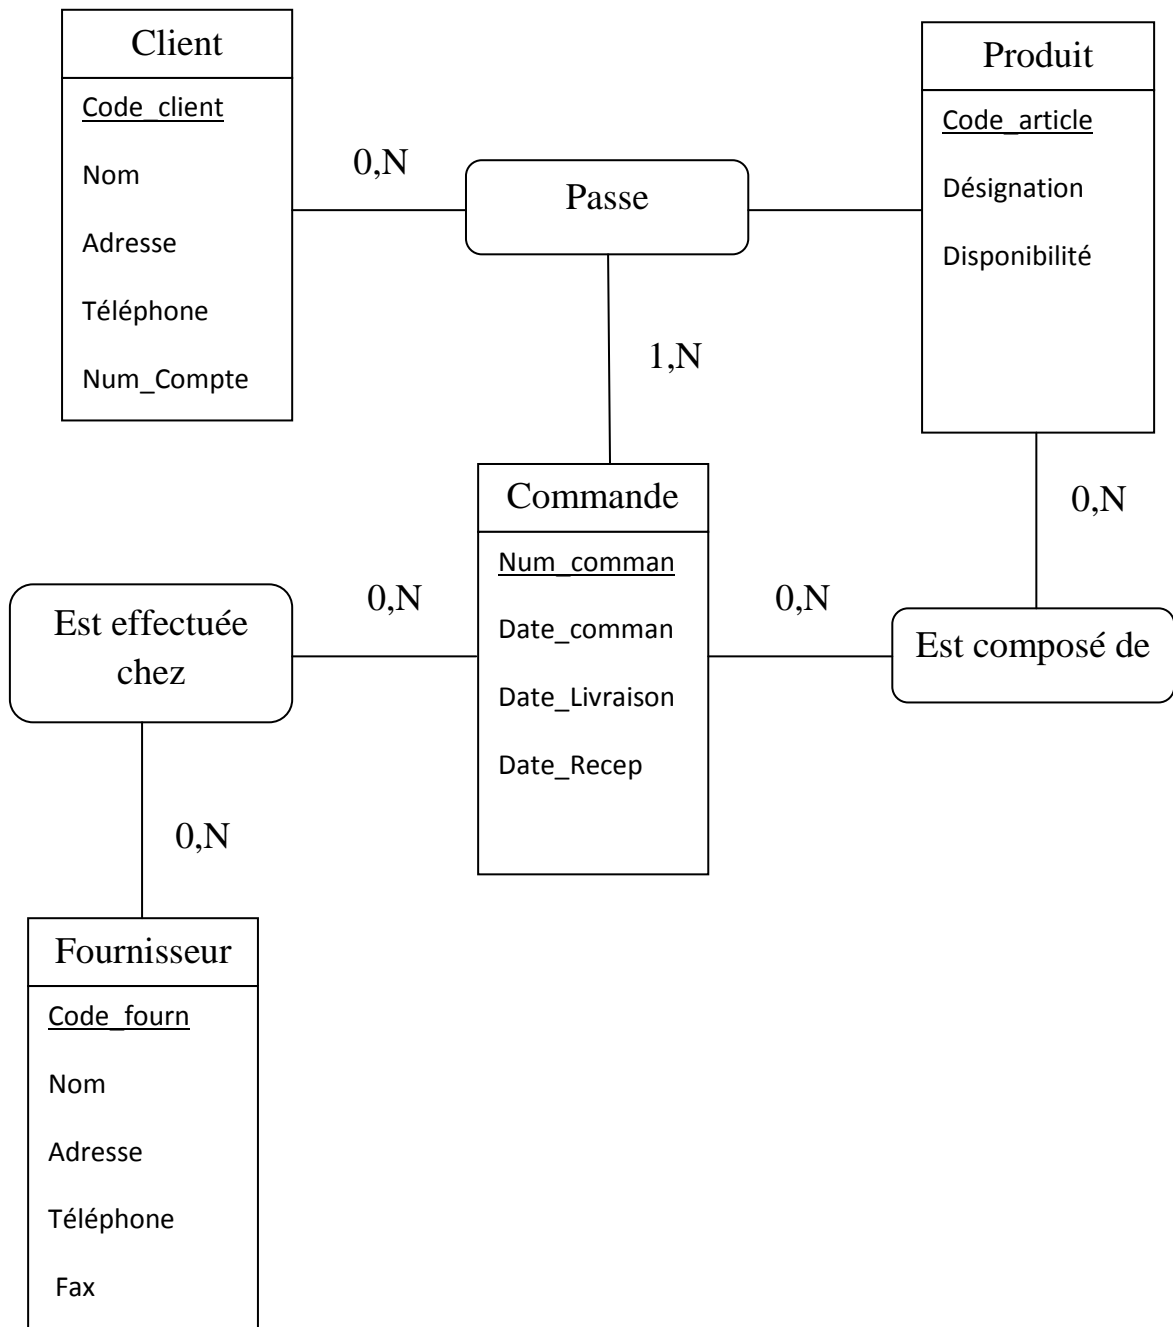 Client
Code_client
Nom
Adresse
Téléphone
Num_Compte
0,N
Passe
Produit
Code_article
Désignation
Disponibilité
1,N
0,N
Commande
Num_comman
Date_comman
Date_Livraison
Date_Recep
Est effectuée
chez
0,N
0,N
Est composé de
0,N
Fournisseur
Code_fourn
Nom
Adresse
Téléphone
Fax